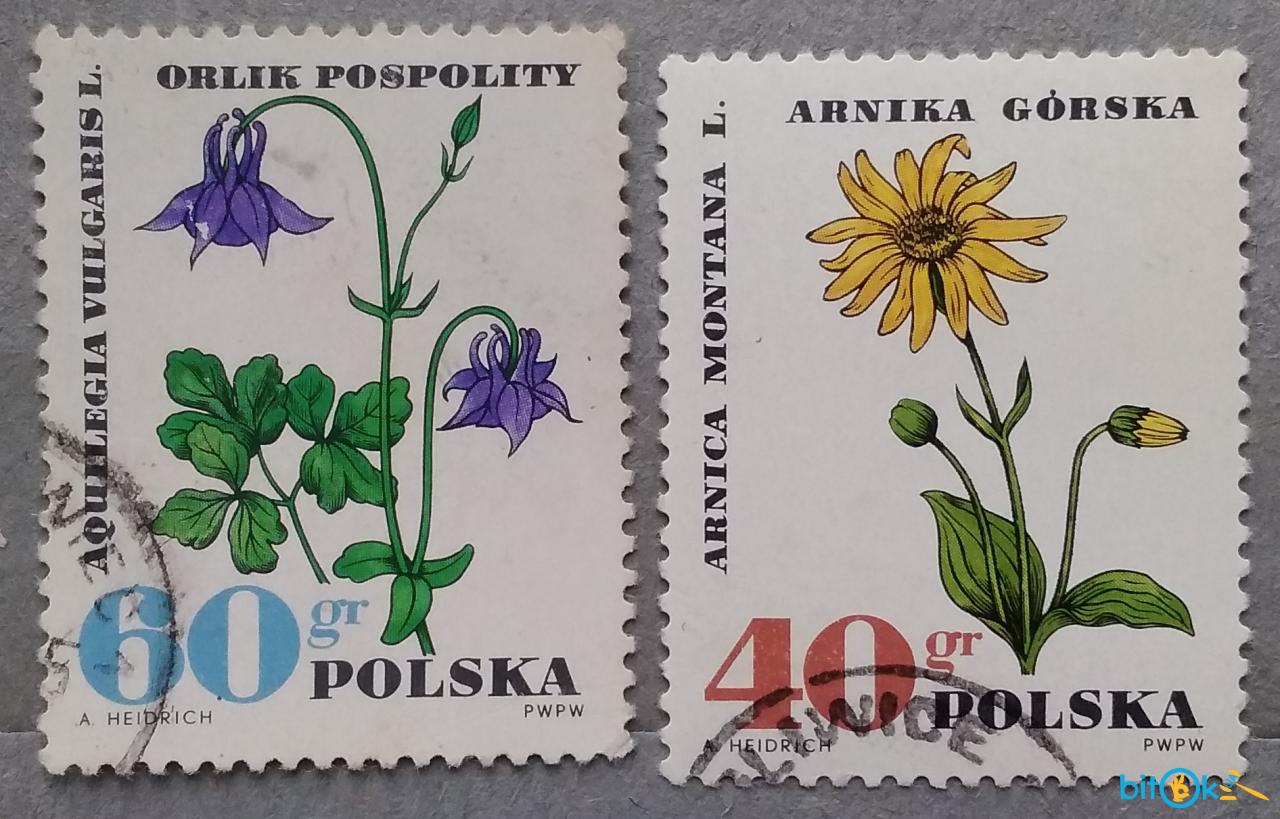 ORLIK POSPOLITY
AQUILEGIA VULGARIS L.
60 gr
POLSKA
A. HEIDRICH
PWPW
ARNIKA GÓRSKA
ARNICA MONTANA L.
40 gr
POLSKA
A. HEIDRICH
PWPW
GLIWICE
bitok